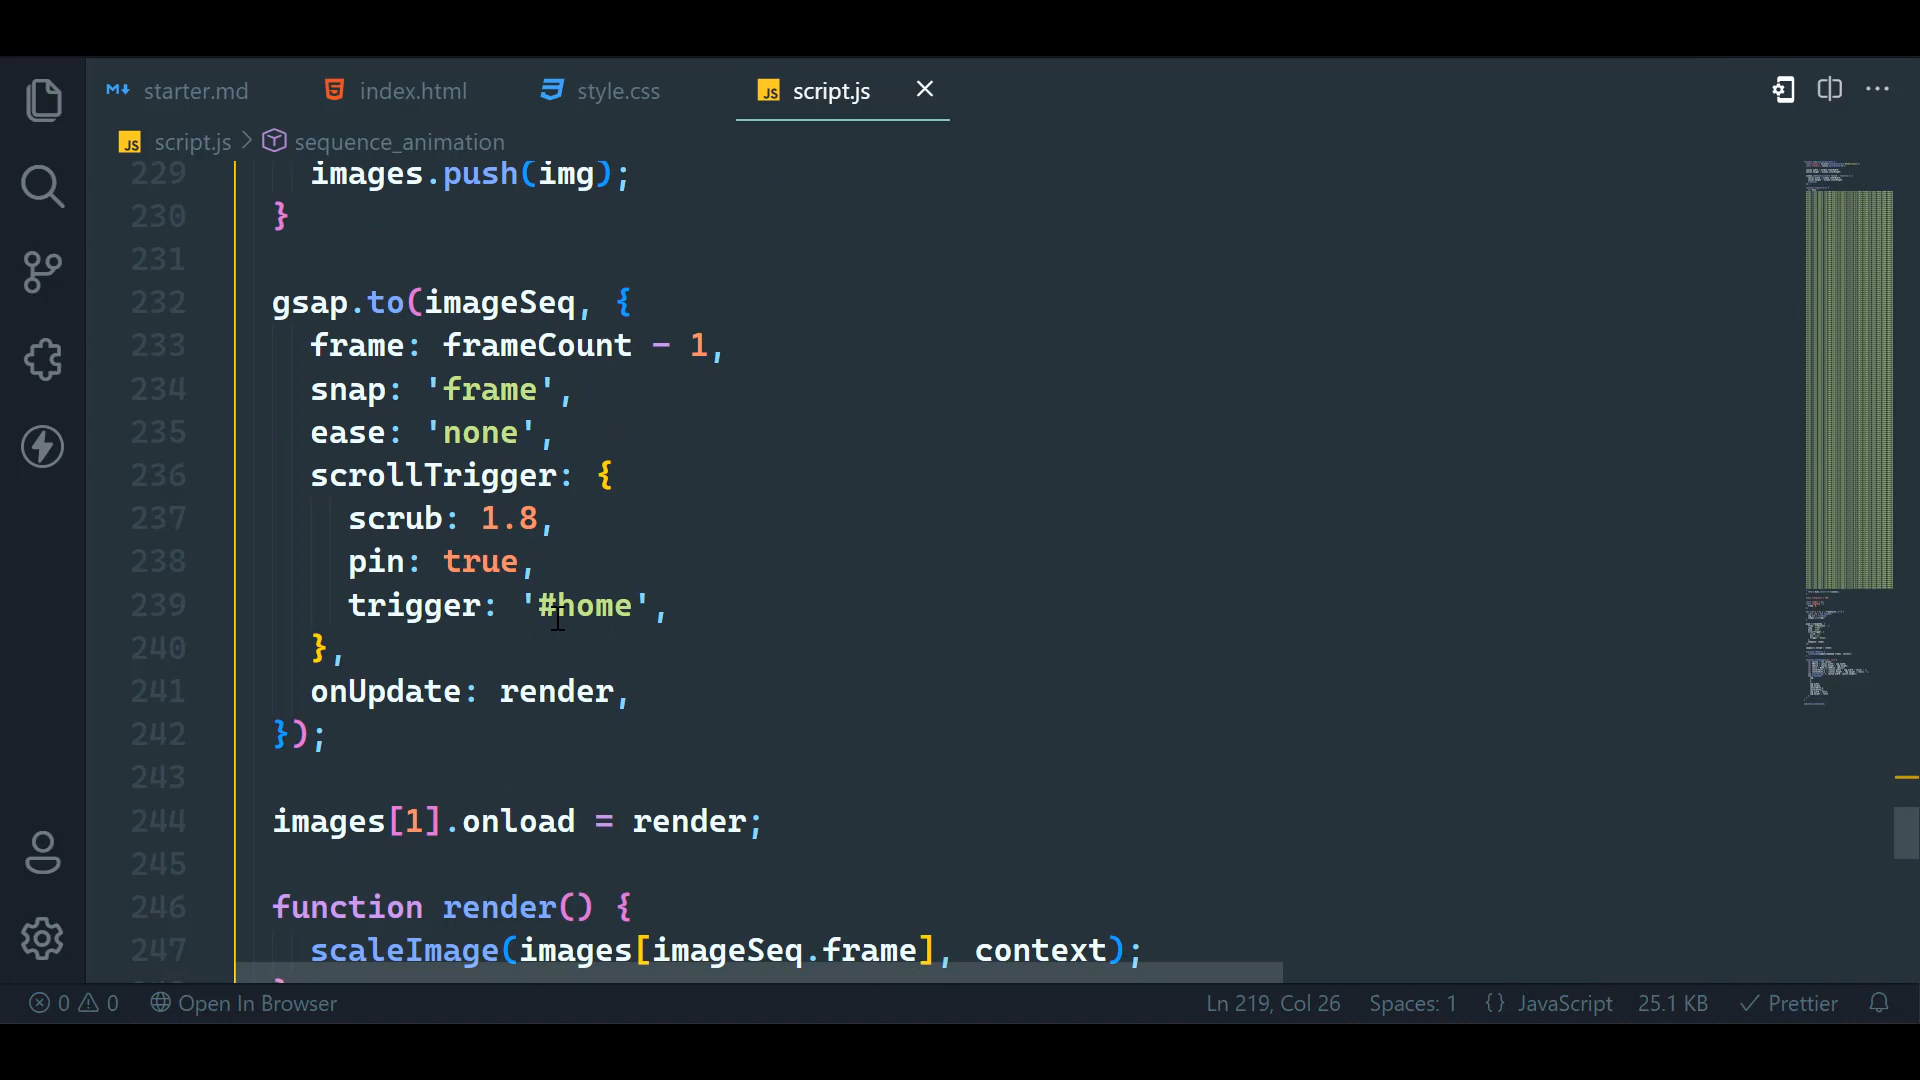 starter.md index.html style.css JS script.js
JS script.js > sequence_animation
229 images.push(img);
230 }
231
232 gsap.to(imageSeq, {
233 frame: frameCount - 1,
234 snap: 'frame',
235 ease: 'none',
236 scrollTrigger: {
237 scrub: 1.8,
238 pin: true,
239 trigger: '#home',
240 },
241 onUpdate: render,
242 });
243
244 images[1].onload = render;
245
246 function render() {
247 scaleImage(images[imageSeq.frame], context);
0 0 Open In Browser Ln 219, Col 26 Spaces: 1 {} JavaScript 25.1 KB Prettier